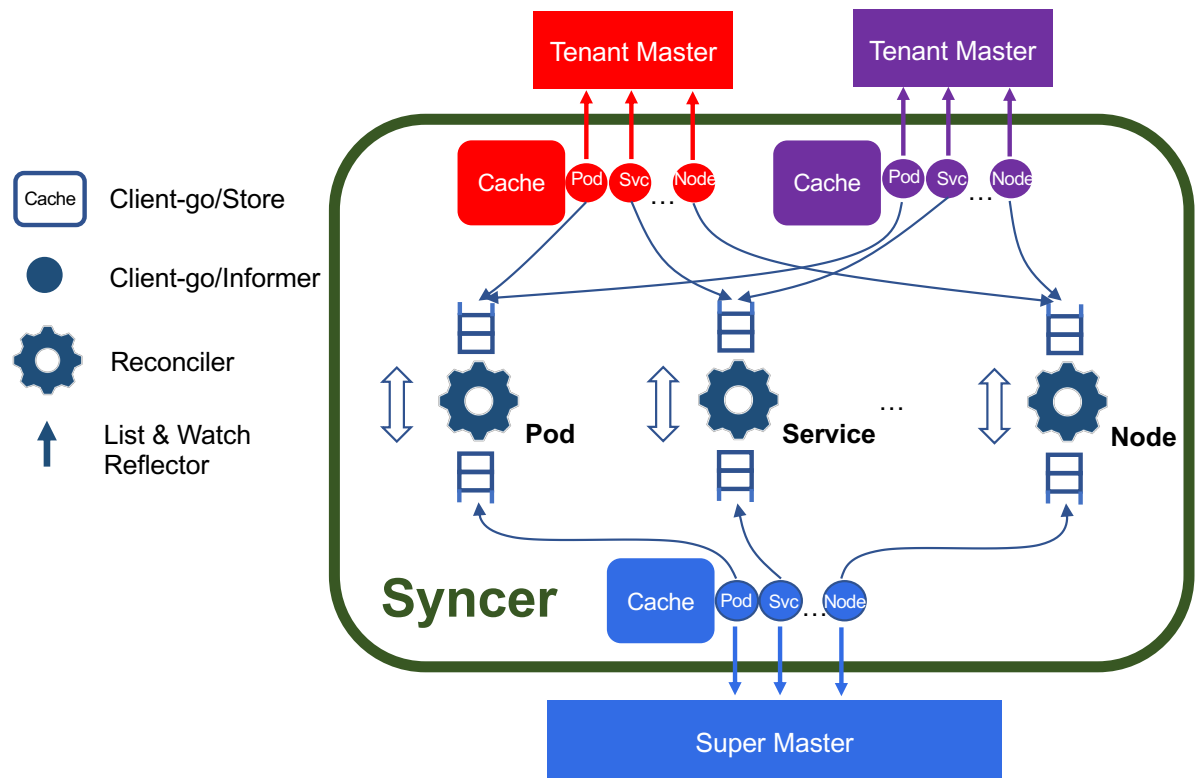 Tenant Master
Tenant Master
Cache
Pod
Svc
...
Node
Cache
Pod
Svc
...
Node
Cache
Client-go/Store
Client-go/Informer
Reconciler
List & Watch
Reflector
Pod
Service
...
Node
Syncer
Cache
Pod
Svc
...
Node
Super Master